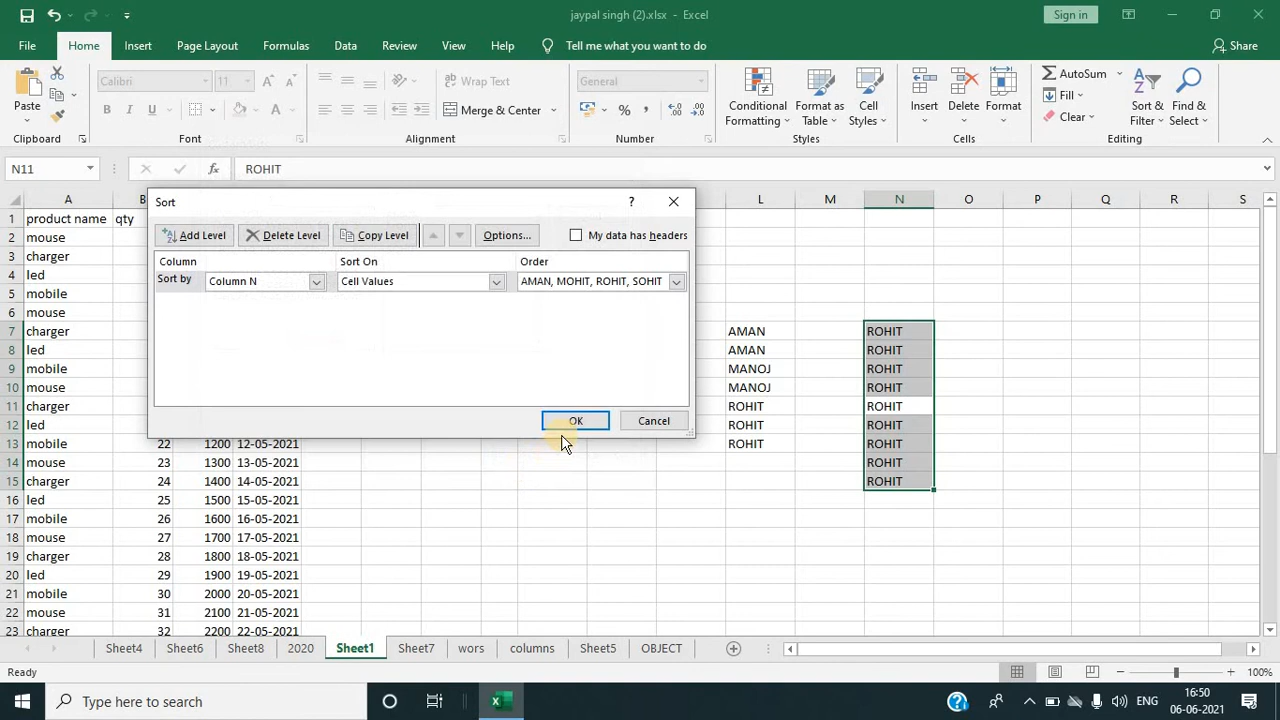 jaypal singh (2).xlsx - Excel
Sign in
File Home Insert Page Layout Formulas Data Review View Help Tell me what you want to do Share
Paste
Clipboard
Calibri 11
B I U A
Font
ab Wrap Text
Merge & Center
Alignment
General
% ,
Number
Conditional Formatting
Format as Table
Cell Styles
Styles
Insert Delete Format
Cells
AutoSum
Fill
Clear
Sort & Filter
Find & Select
Editing
N11 fx ROHIT
A B L M N O P Q R S
Sort ? 
Add Level Delete Level Copy Level Options... My data has headers
Column Sort On Order
Sort by Column N Cell Values AMAN, MOHIT, ROHIT, SOHIT
OK Cancel
1 product name qty
2 mouse
3 charger
4 led
5 mobile
6 mouse
7 charger AMAN ROHIT
8 led AMAN ROHIT
9 mobile MANOJ ROHIT
10 mouse MANOJ ROHIT
11 charger ROHIT ROHIT
12 led ROHIT ROHIT
13 mobile 22 1200 12-05-2021 ROHIT ROHIT
14 mouse 23 1300 13-05-2021 ROHIT
15 charger 24 1400 14-05-2021 ROHIT
16 led 25 1500 15-05-2021
17 mobile 26 1600 16-05-2021
18 mouse 27 1700 17-05-2021
19 charger 28 1800 18-05-2021
20 led 29 1900 19-05-2021
21 mobile 30 2000 20-05-2021
22 mouse 31 2100 21-05-2021
23 charger 32 2200 22-05-2021
Sheet4 Sheet6 Sheet8 2020 Sheet1 Sheet7 wors columns Sheet5 OBJECT
Ready 100%
Type here to search
ENG
16:50
06-06-2021